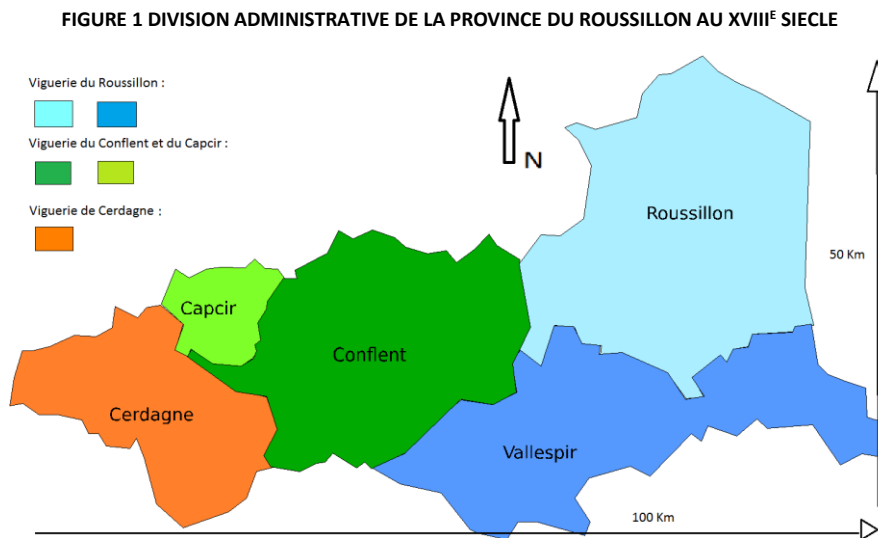 FIGURE 1 DIVISION ADMINISTRATIVE DE LA PROVINCE DU ROUSSILLON AU XVIIIE SIECLE
Viguerie du Roussillon :
Viguerie du Conflent et du Capcir :
Viguerie de Cerdagne :
N
Roussillon
50 Km
Capcir
Conflent
Cerdagne
Vallespir
100 Km